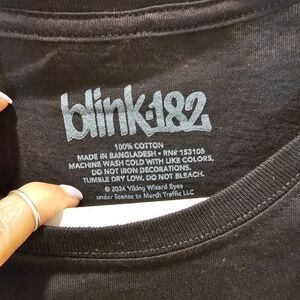 blink-182
100% COTTON
MADE IN BANGLADESH • RN# 153105
MACHINE WASH COLD WITH LIKE COLORS,
DO NOT IRON DECORATIONS.
TUMBLE DRY LOW. DO NOT BLEACH.
© 2024 Viking Wizard Eyes
under license to Merch Traffic LLC